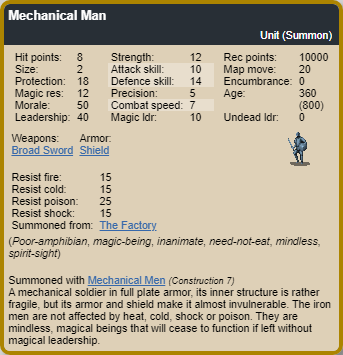 Mechanical Man
Unit (Summon)
Hit points: 8 Strength: 12 Rec points: 10000
Size: 2 Attack skill: 10 Map move: 20
Protection: 18 Defence skill: 14 Encumbrance: 0
Magic res: 12 Precision: 5 Age: 360
Morale: 50 Combat speed: 7 (800)
Leadership: 40 Magic ldr: 10 Undead ldr: 0
Weapons: Armor:
Broad Sword Shield
Resist fire: 15
Resist cold: 15
Resist poison: 25
Resist shock: 15
Summoned from: The Factory
(Poor-amphibian, magic-being, inanimate, need-not-eat, mindless,
spirit-sight)
Summoned with Mechanical Men (Construction 7)
A mechanical soldier in full plate armor, its inner structure is rather
fragile, but its armor and shield make it almost invulnerable. The iron
men are not affected by heat, cold, shock or poison. They are
mindless, magical beings that will cease to function if left without
magical leadership.